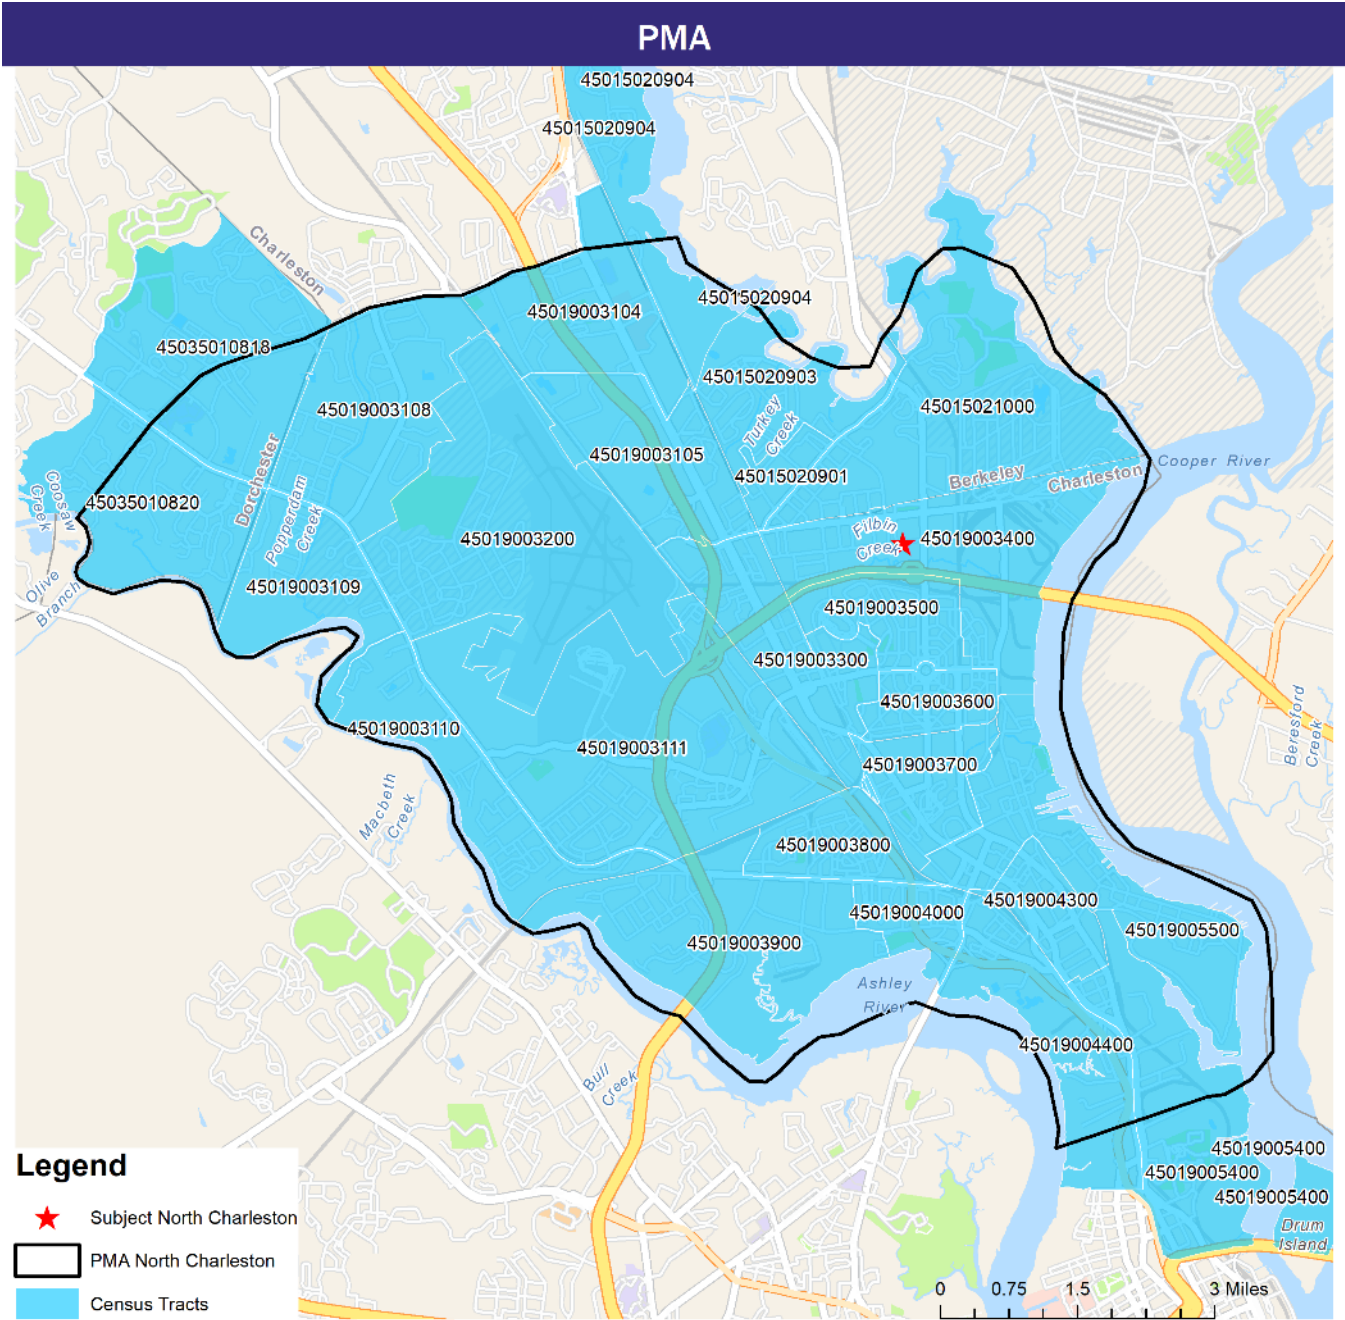 PMA
45015020904
45015020904
Charleston
45015020904
45019003104
45035010818
45015020903
45019003108
45015021000
Turkey
Creek
45019003105
Cooper River
45015020901
Berkeley
Charleston
Dorchester
Coosaw
Creek
45035010820
Popperdam
Creek
45019003200
Filbin
Creek
45019003400
Olive
Branch
45019003109
45019003500
45019003300
45019003600
Beresford
Creek
45019003110
45019003111
45019003700
Macbeth
Creek
45019003800
45019004300
45019004000
45019005500
45019003900
Ashley
River
45019004400
Bull
Creek
45019005400
45019005400
45019005400
Drum
Island
Legend
Subject North Charleston
PMA North Charleston
Census Tracts
0 0.75 1.5 3 Miles